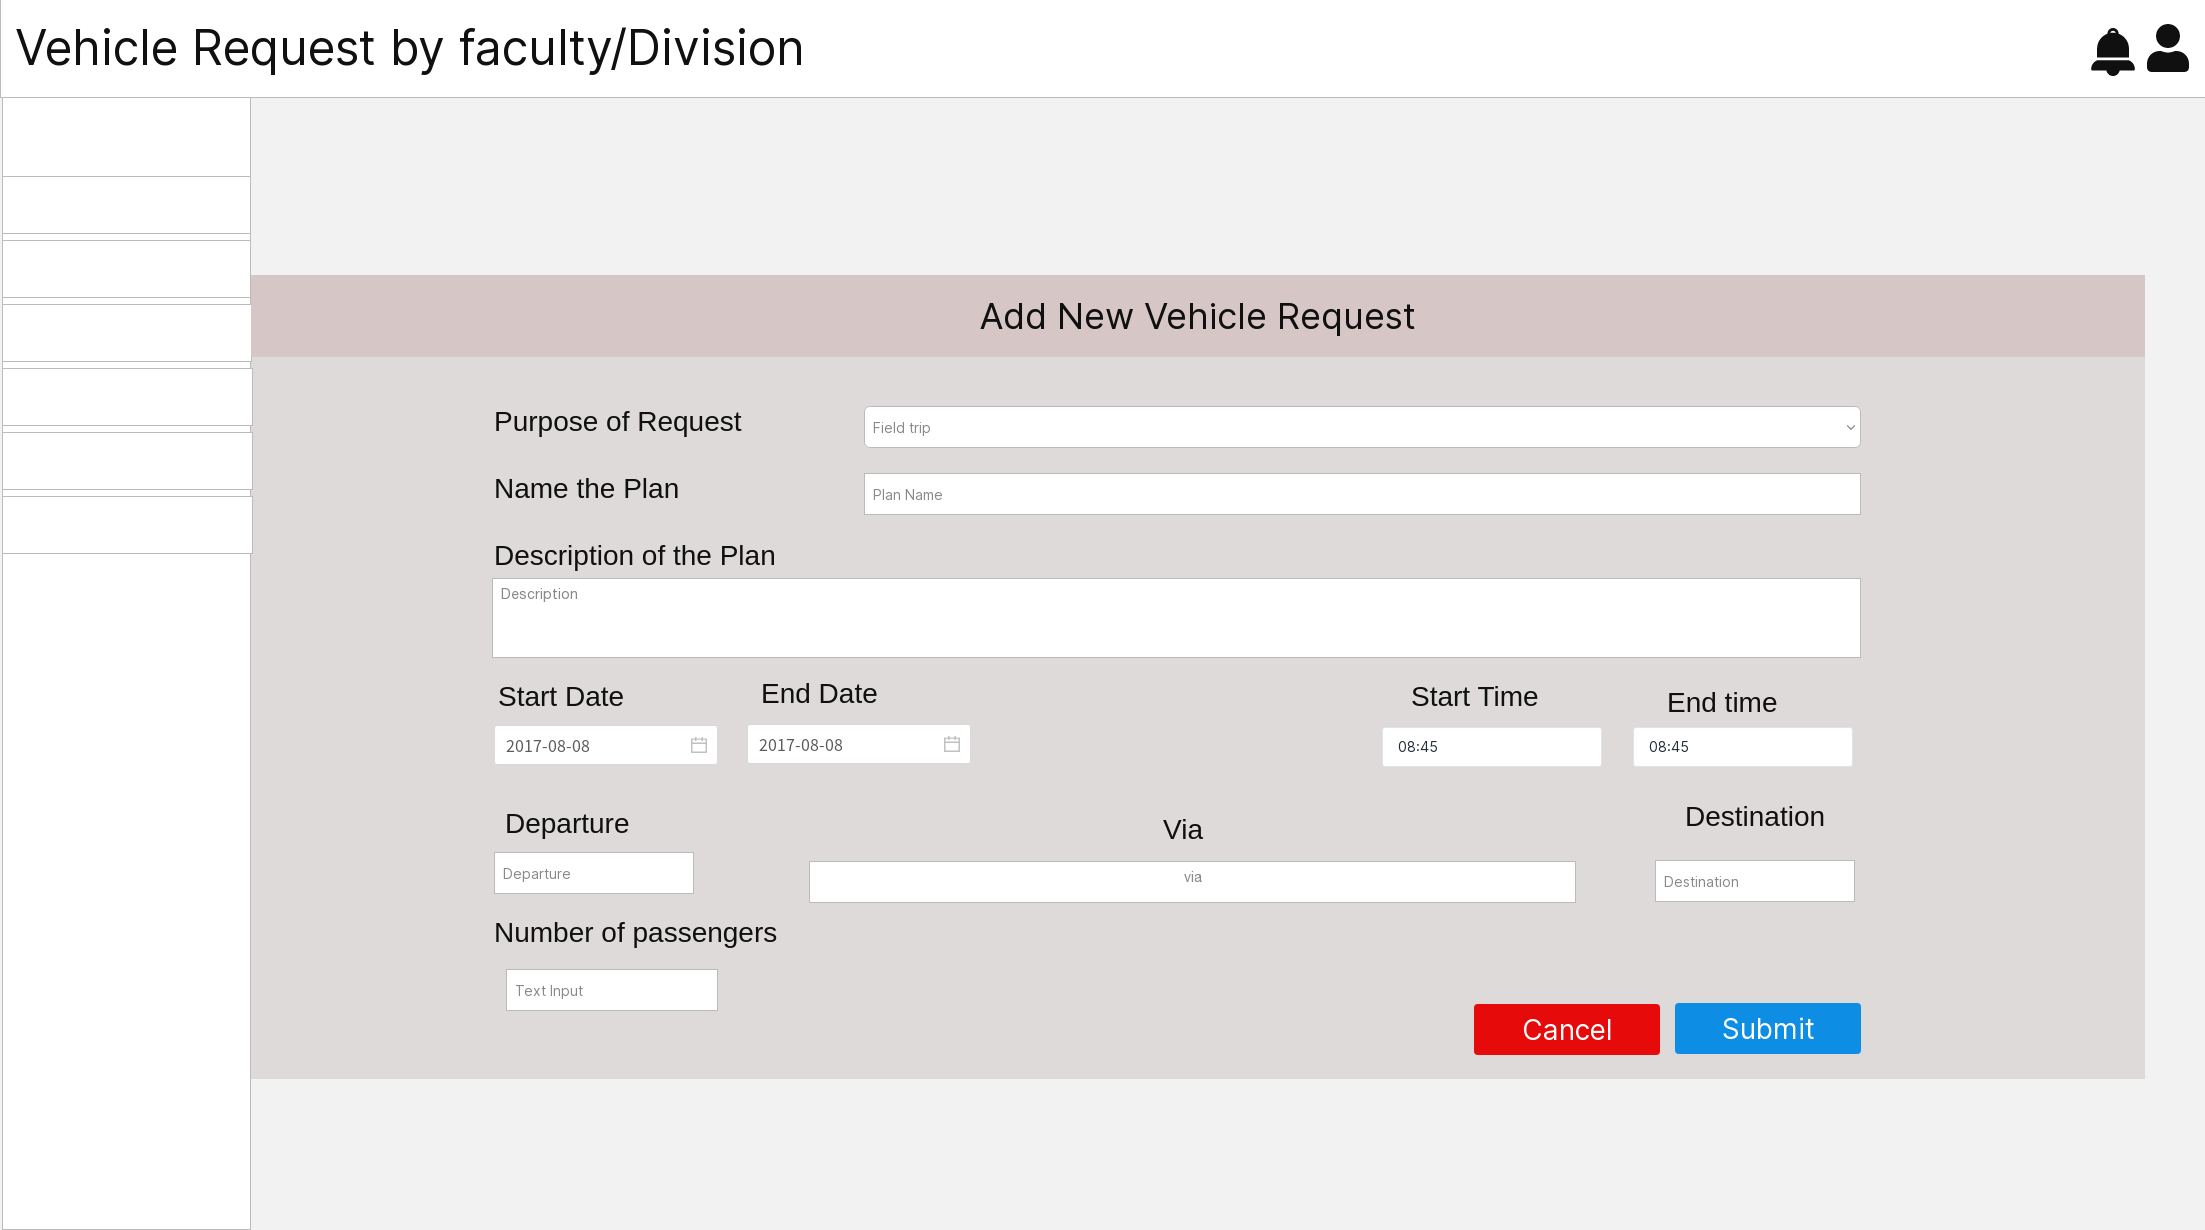 Vehicle Request by faculty/Division
Add New Vehicle Request
Purpose of Request
Field trip
Name the Plan
Plan Name
Description of the Plan
Description
Start Date
End Date
Start Time
End time
2017-08-08
2017-08-08
08:45
08:45
Departure
Via
Destination
Departure
via
Destination
Number of passengers
Text Input
Cancel
Submit